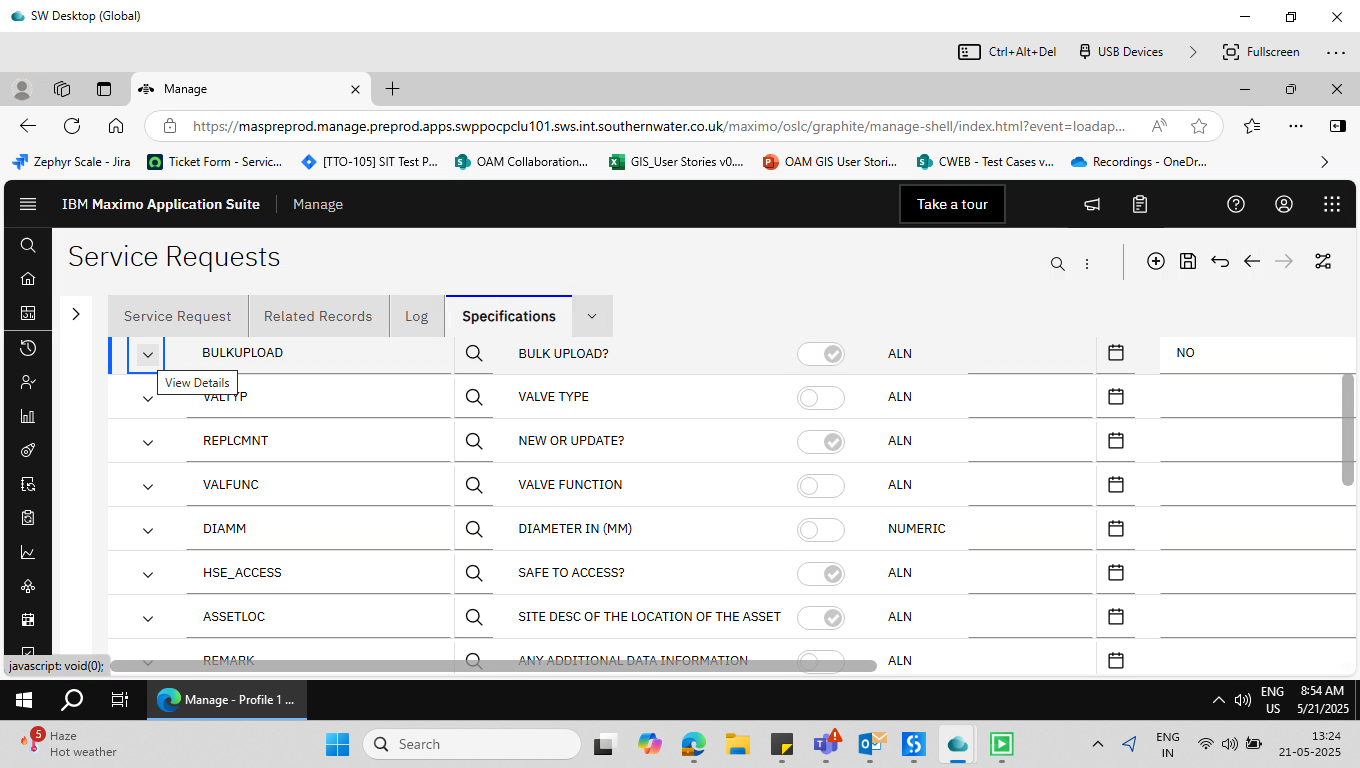 SW Desktop (Global)
Ctrl+Alt+Del
USB Devices
Fullscreen
Manage
https://maspreprod.manage.preprod.apps.swppocpclu101.sws.int.southernwater.co.uk/maximo/oslc/graphite/manage-shell/index.html?event=loadap...
Zephyr Scale - Jira
Ticket Form - Servic...
[TTO-105] SIT Test P...
OAM Collaboration...
GIS_User Stories v0....
OAM GIS User Stori...
CWEB - Test Cases v...
Recordings - OneDr...
IBM Maximo Application Suite
Manage
Take a tour
Service Requests
Service Request
Related Records
Log
Specifications
BULKUPLOAD BULK UPLOAD? ALN NO
View Details
VALTYP VALVE TYPE ALN
REPLCMNT NEW OR UPDATE? ALN
VALFUNC VALVE FUNCTION ALN
DIAMM DIAMETER IN (MM) NUMERIC
HSE_ACCESS SAFE TO ACCESS? ALN
ASSETLOC SITE DESC OF THE LOCATION OF THE ASSET ALN
REMARK ANY ADDITIONAL DATA INFORMATION ALN
javascript: void(0);
Manage - Profile 1 ...
ENG
US
8:54 AM
5/21/2025
5
Haze
Hot weather
Search
ENG
IN
13:24
21-05-2025